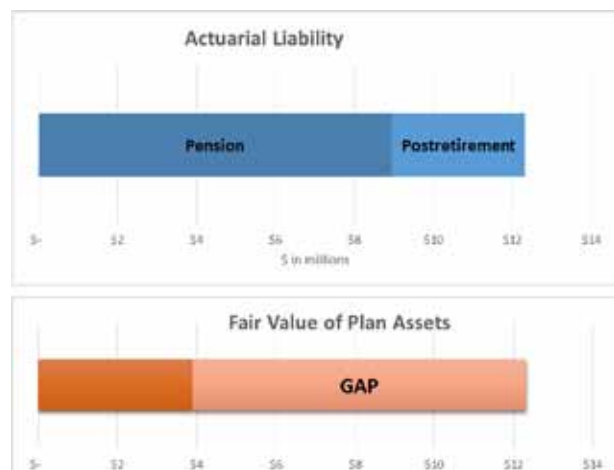 Actuarial Liability
Pension Postretirement
$- $2 $4 $6 $8 $10 $12 $14
$ in millions
Fair Value of Plan Assets
GAP
$- $2 $4 $6 $8 $10 $12 $14